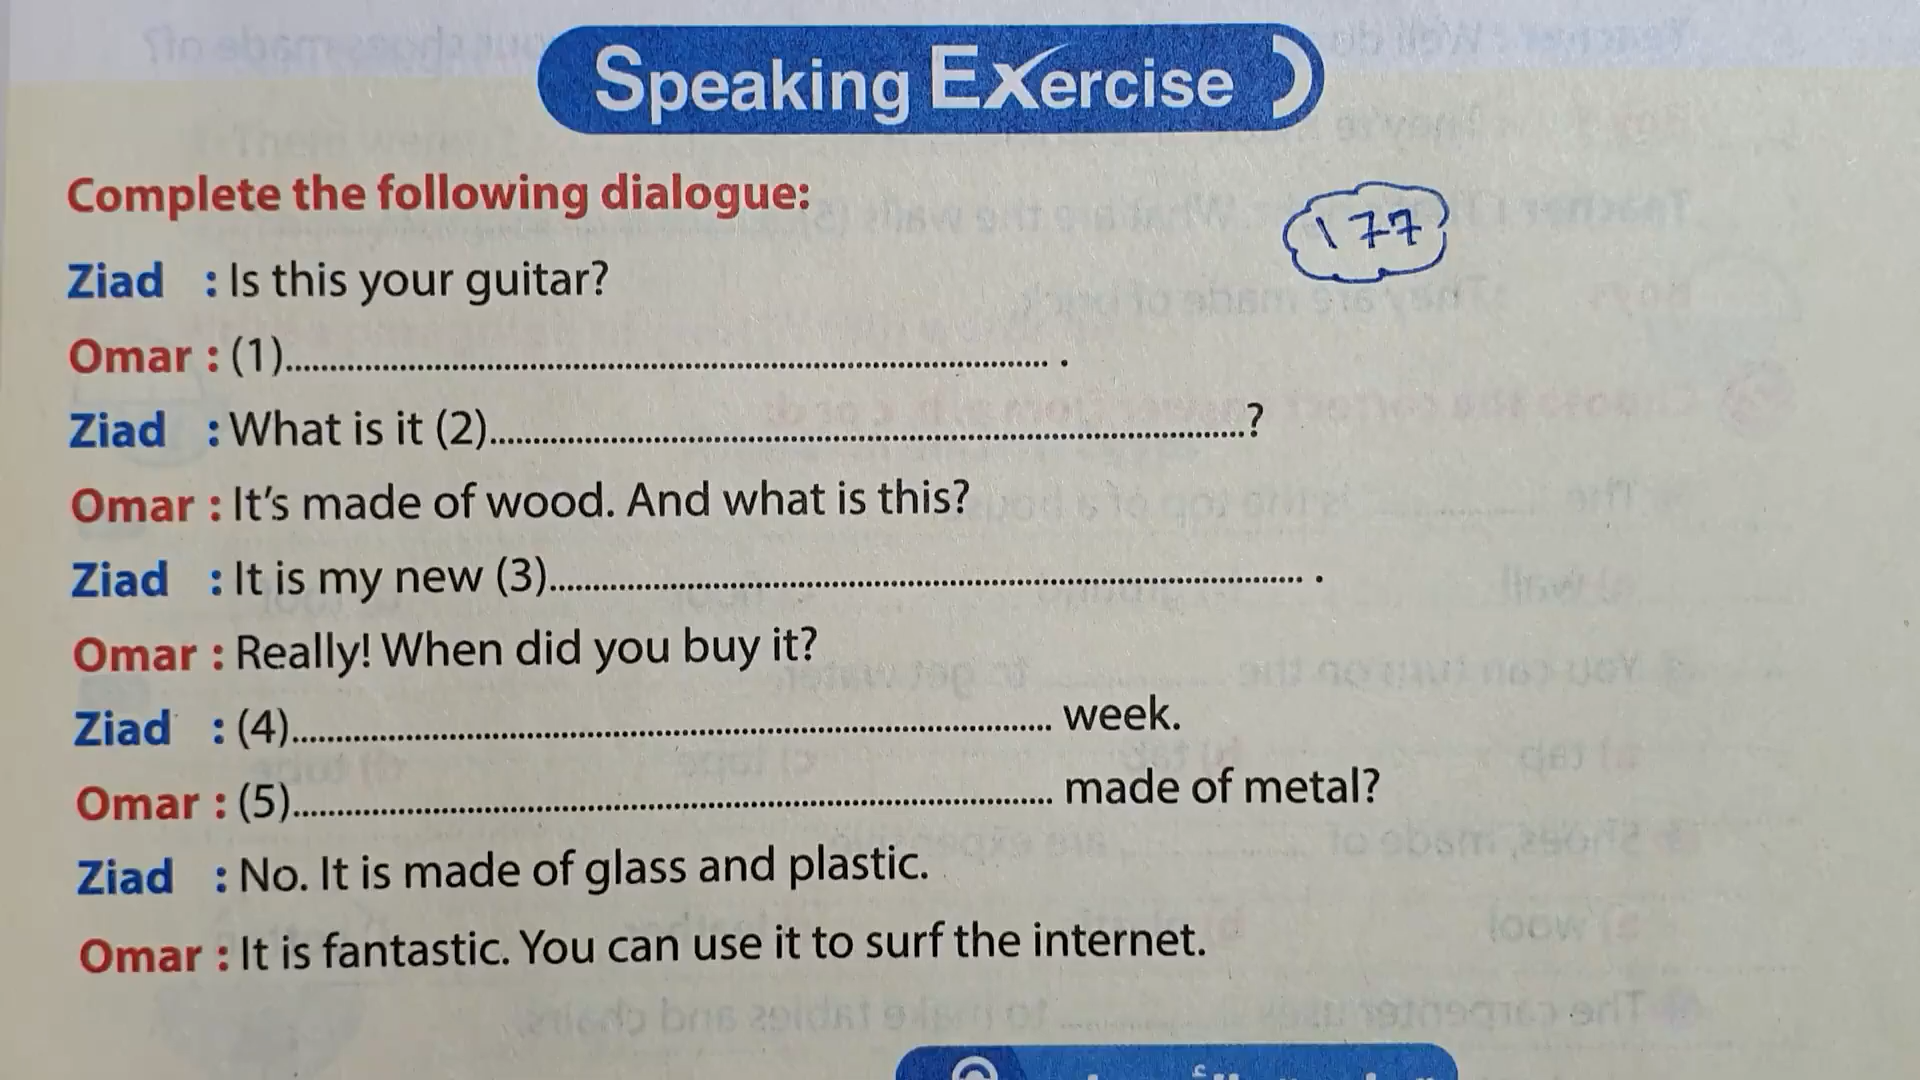 Speaking Exercise
Complete the following dialogue:
177
Ziad : Is this your guitar?
Omar : (1)............................................................ .
Ziad : What is it (2)............................................................?
Omar : It's made of wood. And what is this?
Ziad : It is my new (3)............................................................ .
Omar : Really! When did you buy it?
Ziad : (4)............................................................ week.
Omar : (5)............................................................ made of metal?
Ziad : No. It is made of glass and plastic.
Omar : It is fantastic. You can use it to surf the internet.